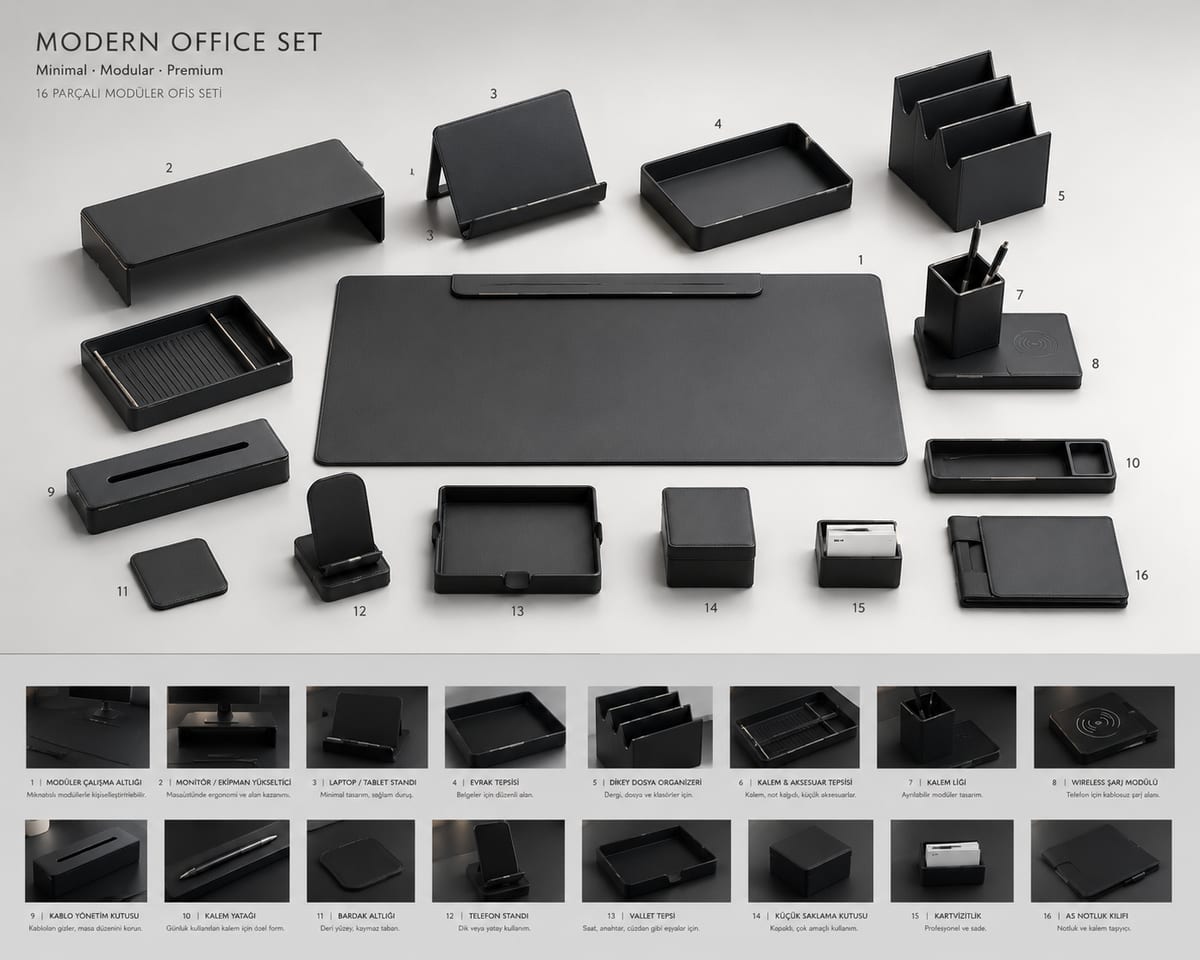 MODERN OFFICE SET
Minimal · Modular · Premium
16 PARÇALI MODÜLER OFİS SETİ
3
4
2
1
5
3
1
7
8
9
10
11
12
13
14
15
16
1 | MODÜLER ÇALIŞMA ALTLIĞI
Mıknatıslı modüllerle kişiselleştirilebilir.
2 | MONİTÖR / EKİPMAN YÜKSELTİCİ
Masaüstünde ergonomi ve alan kazanımı.
3 | LAPTOP / TABLET STANDI
Minimal tasarım, sağlam duruş.
4 | EVRAK TEPSİSİ
Belgeler için düzenli alan.
5 | DİKEY DOSYA ORGANİZERİ
Dergi, dosya ve klasörler için.
6 | KALEM & AKSESUAR TEPSİSİ
Kalem, not kağıdı, küçük aksesuarlar.
7 | KALEM LİĞİ
Ayrılabilir modüler tasarım.
8 | WIRELESS ŞARJ MODÜLÜ
Telefon için kablosuz şarj alanı.
9 | KABLO YÖNETİM KUTUSU
Kabloları gizler, masa düzenini korun.
10 | KALEM YATAĞI
Günlük kullanılan kalem için özel form.
11 | BARDAK ALTLIĞI
Deri yüzey, kaymaz taban.
12 | TELEFON STANDI
Dik veya yatay kullanım.
13 | VALLET TEPSİ
Saat, anahtar, cüzdan gibi eşyalar için.
14 | KÜÇÜK SAKLAMA KUTUSU
Kapaklı, çok amaçlı kullanım.
15 | KARTVİZİTLİK
Profesyonel ve sade.
16 | AS NOTLUK KILIFI
Notluk ve kalem taşıyıcı.